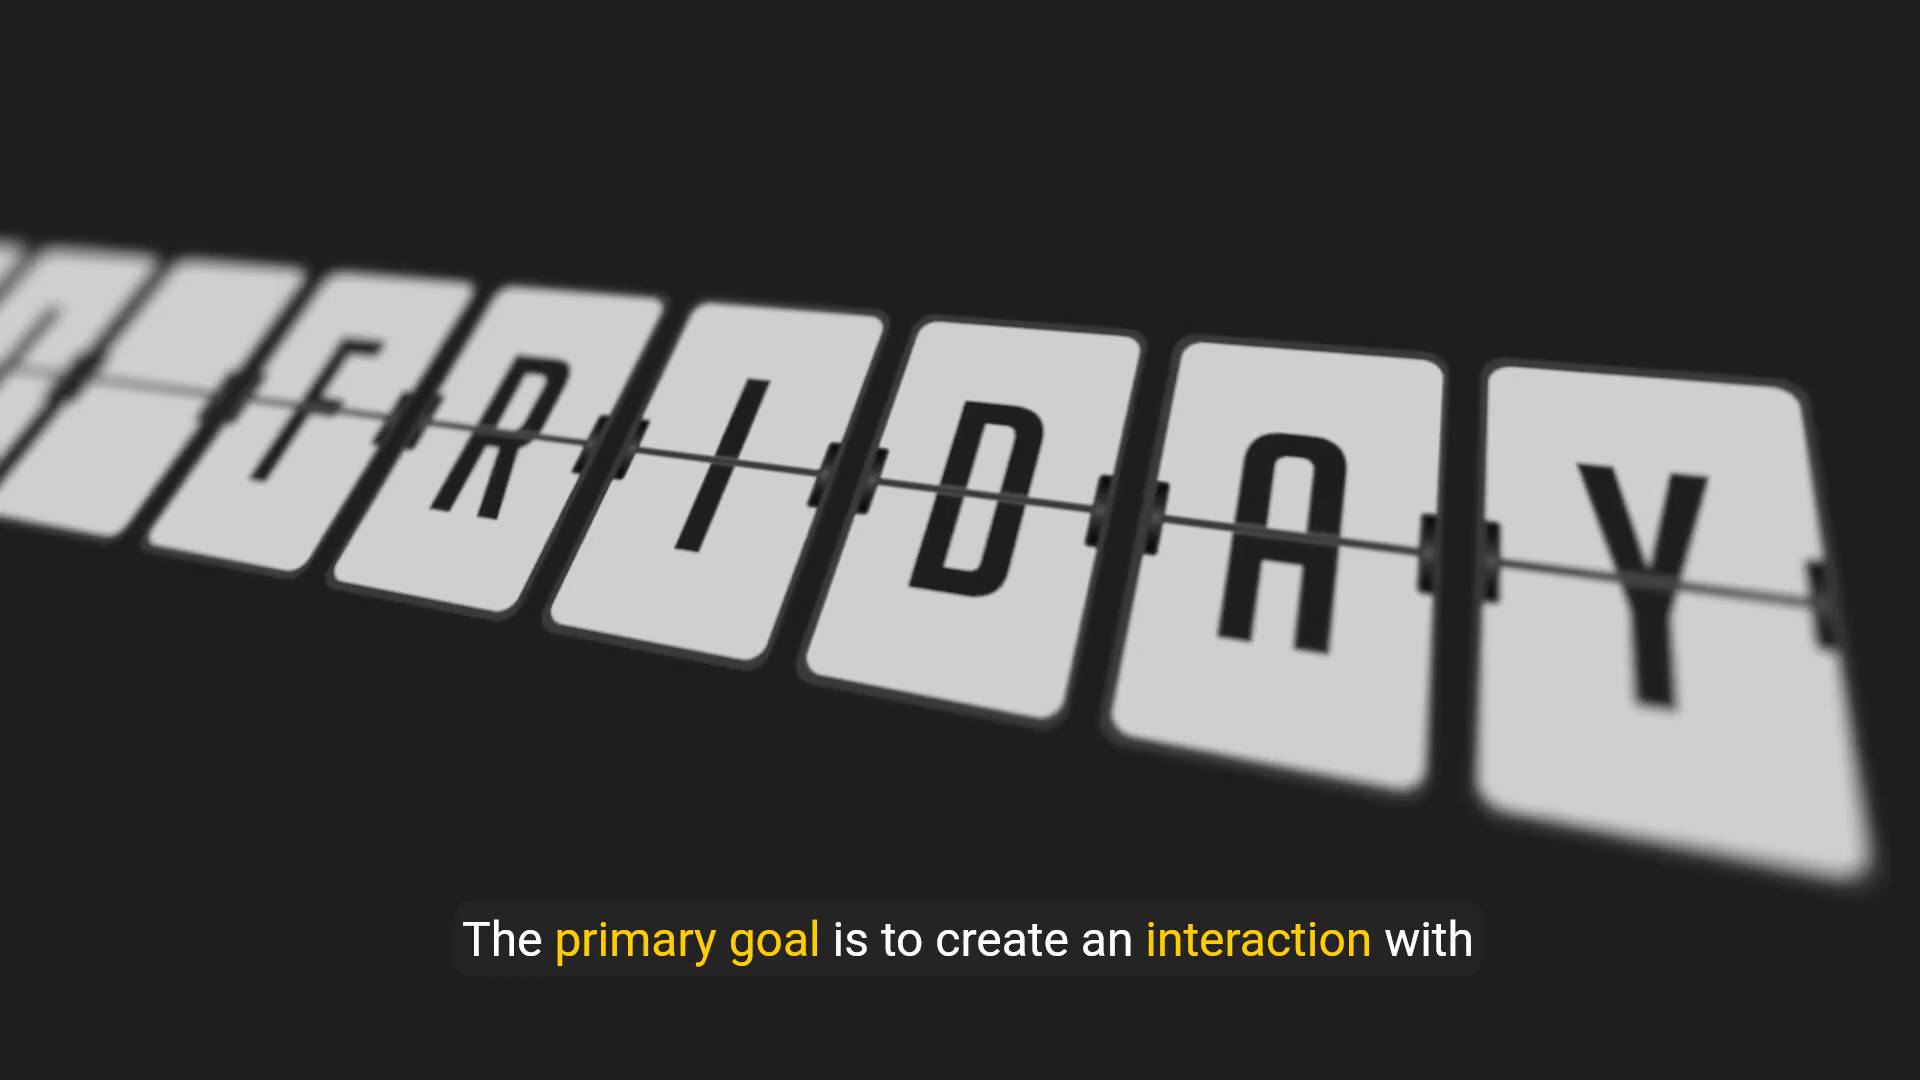 FRIDAY
The primary goal is to create an interaction with